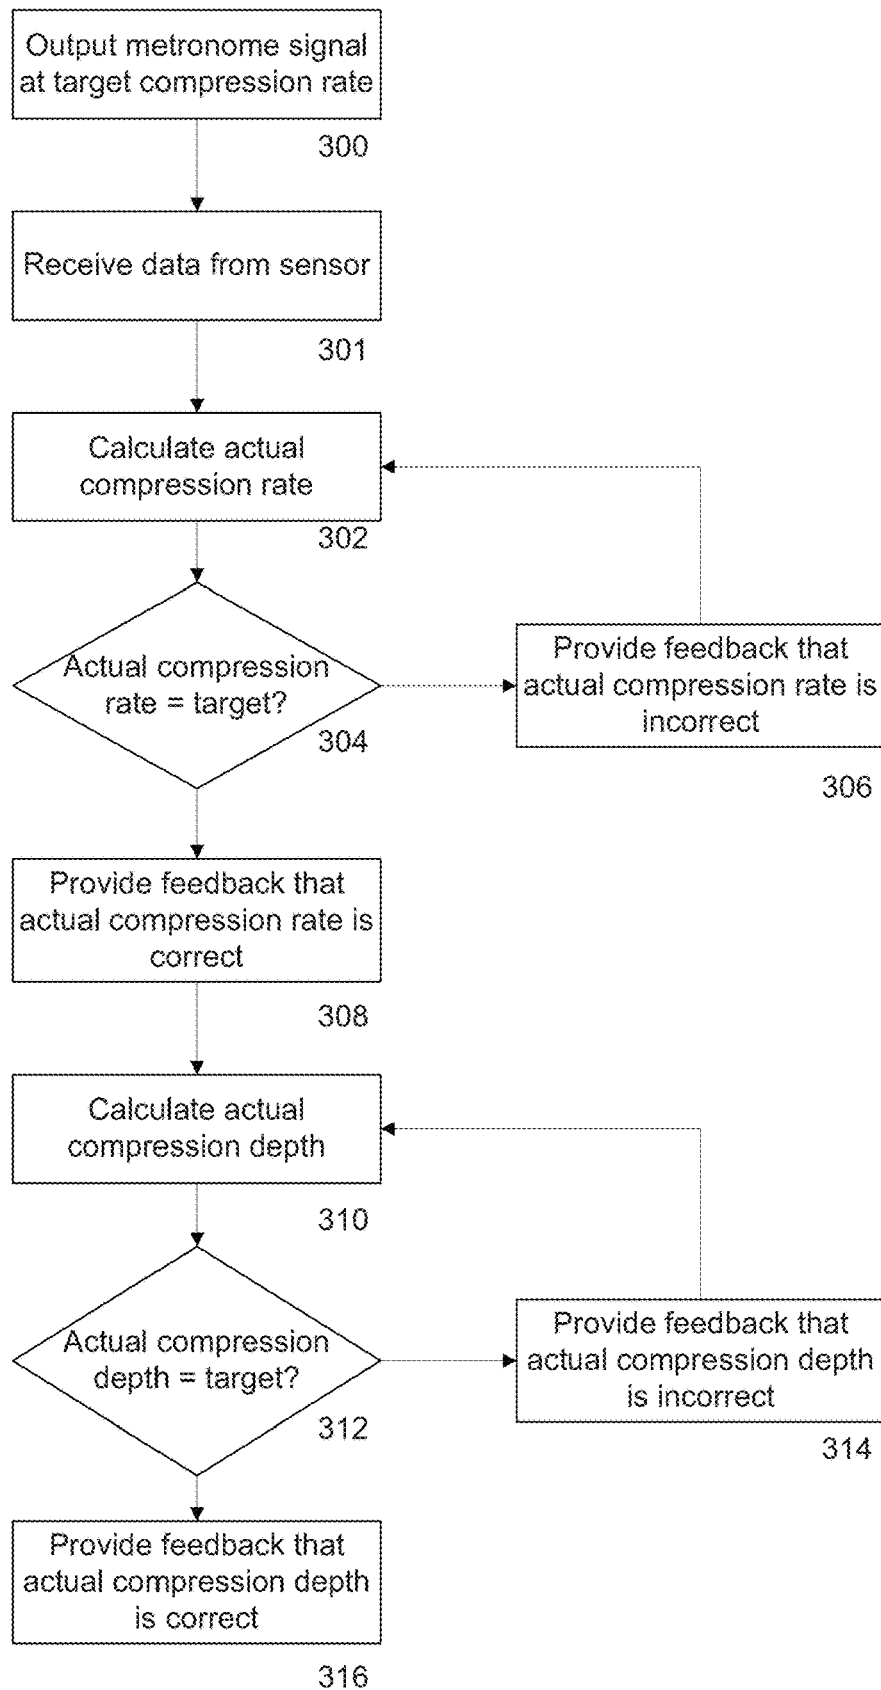 Output metronome signal
at target compression rate
300
Receive data from sensor
301
Calculate actual
compression rate
302
Actual compression
rate = target?
304
Provide feedback that
actual compression rate is
incorrect
306
Provide feedback that
actual compression rate is
correct
308
Calculate actual
compression depth
310
Actual compression
depth = target?
312
Provide feedback that
actual compression depth
is incorrect
314
Provide feedback that
actual compression depth
is correct
316